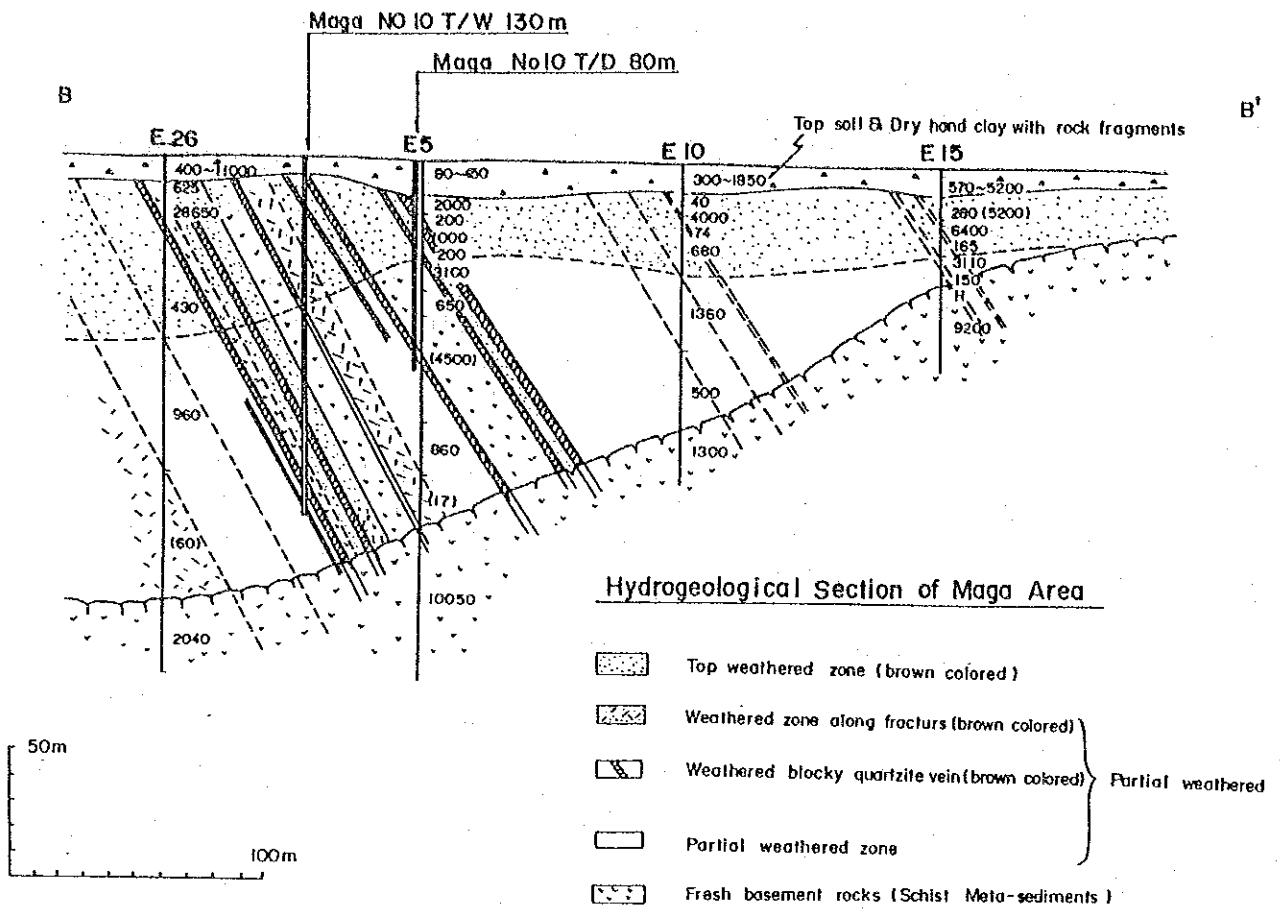 Maga NO 10 T/W 130m
Maga No10 T/D 80m
B
B'
Top soil & Dry hand clay with rock fragments
E 26
E5
E 10
E 15
400~11000
625
28650
430
960
(60)
2040
80~650
2000
200
1000
200
3100
650
(4500)
860
(17)
10050
300~1850
40
4000
74
680
1360
500
1300
570~5200
280 (5200)
6400
165
3110
150
H
9200
Hydrogeological Section of Maga Area
Top weathered zone (brown colored)
Weathered zone along fracturs (brown colored)
Weathered blocky quartzite vein (brown colored)
Partial weathered
Partial weathered zone
Fresh basement rocks (Schist Meta-sediments)
50m
100m